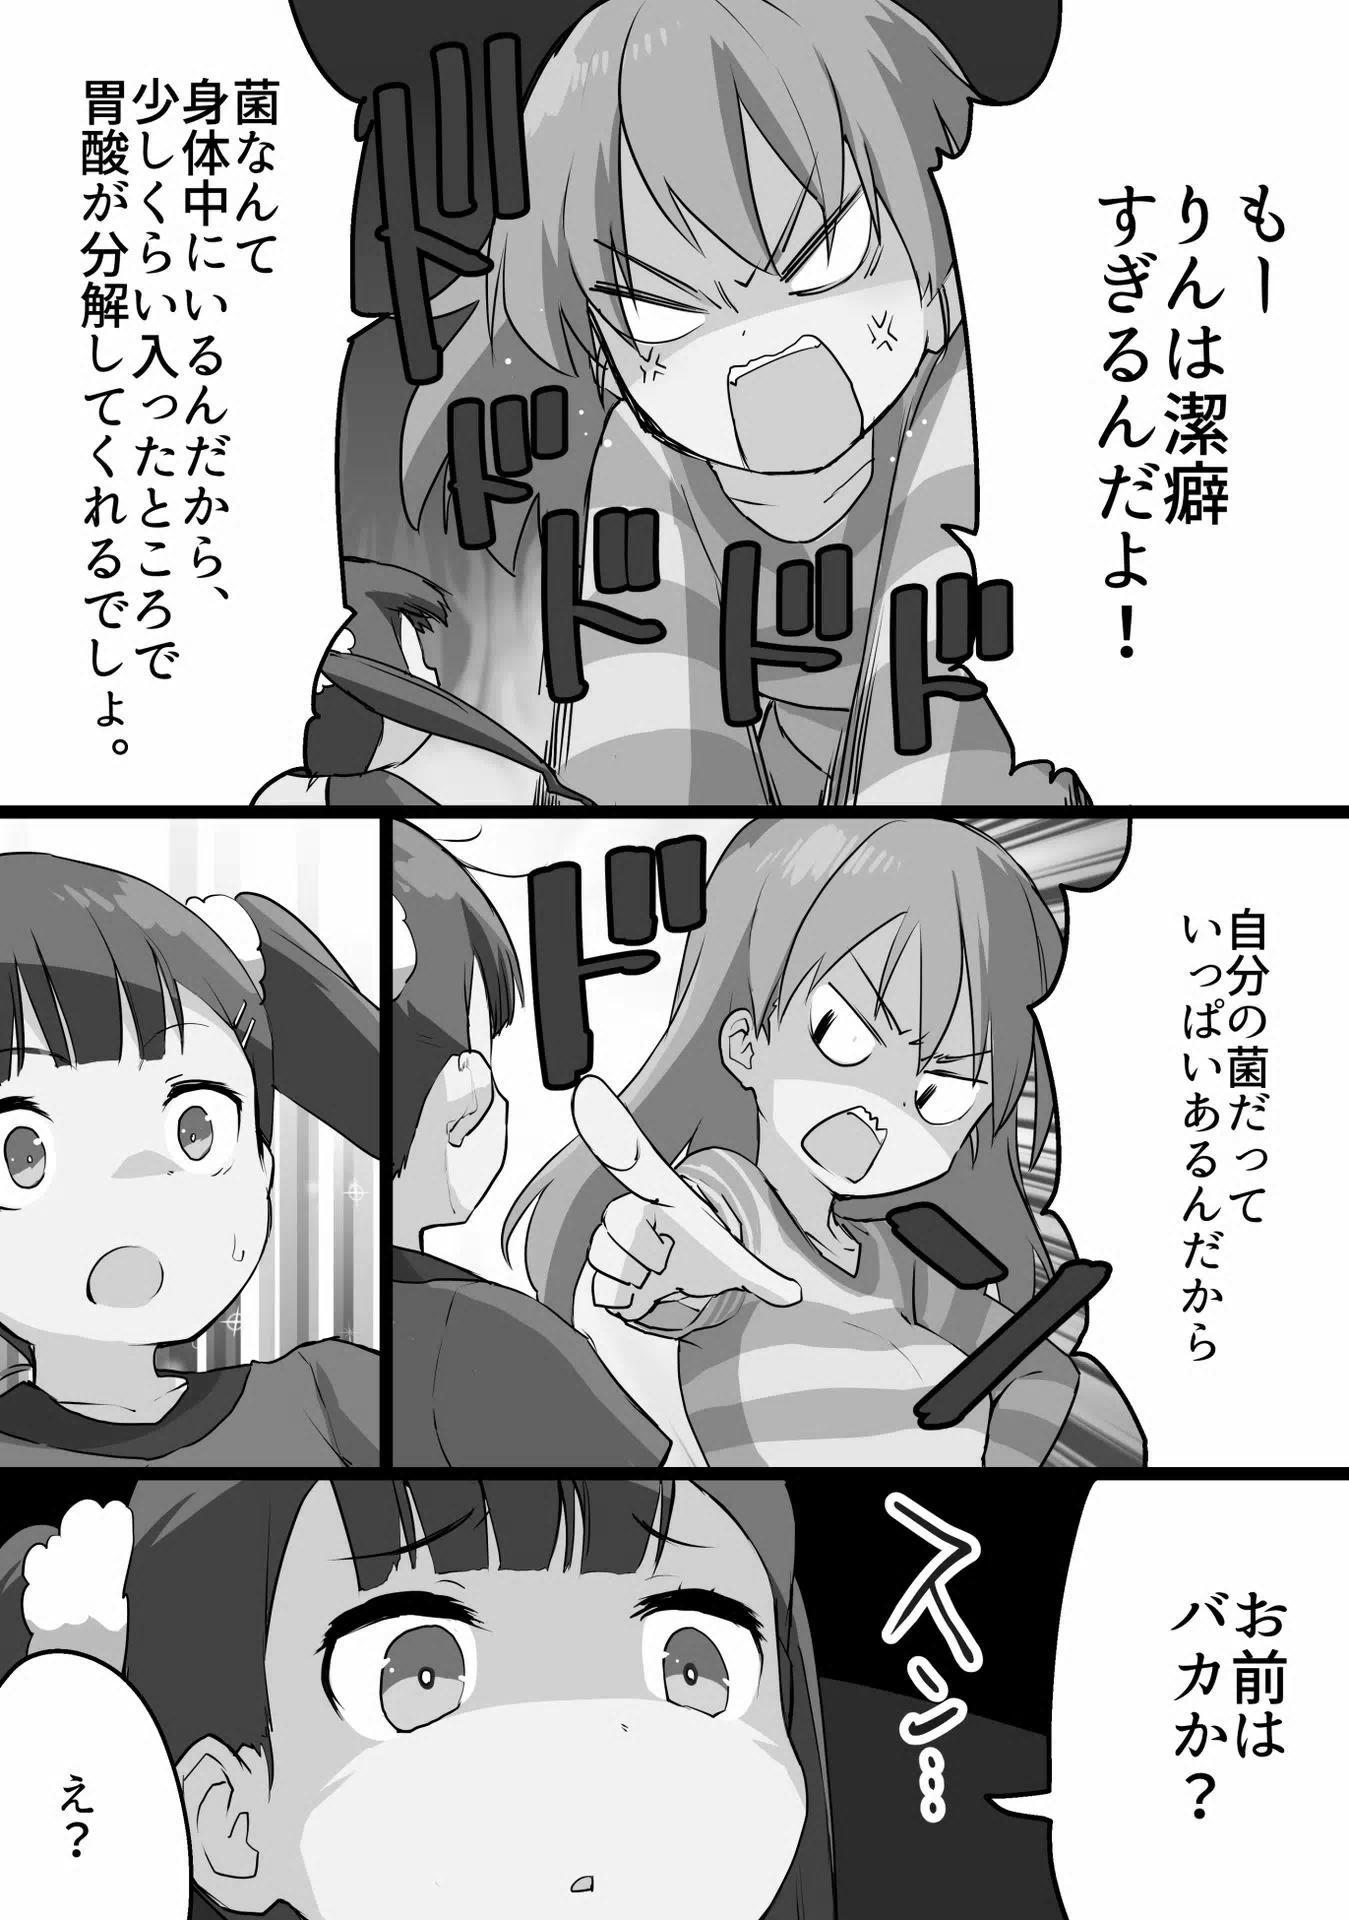 もー
りんは潔癖
すぎるんだよ！
菌なんて
身体中にいるんだから、
少しくらい入ったところで
胃酸が分解してくれるでしょ。
ドドドドドド
自分の菌だって
いっぱいあるんだから
ドン
お前は
バカか？
スン…
え？